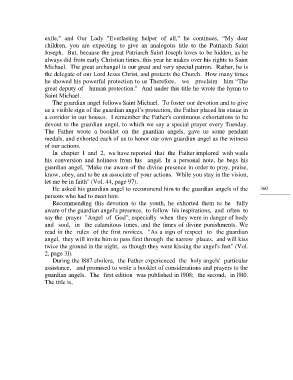 exile," and Our Lady "Everlasting helper of all," he continues, "My dear
children, you are expecting to give an analogous title to the Patriarch Saint
Joseph. But, because the great Patriarch Saint Joseph loves to be hidden, as he
always did from early Christian times, this year he makes over his rights to Saint
Michael. The great archangel is our great and very special patron. Rather, he is
the delegate of our Lord Jesus Christ, and protects the Church. How many times
he showed his powerful protection to us! Therefore, we proclaim him "The
great deputy of human protection." And under this title he wrote the hymn to
Saint Michael.
The guardian angel follows Saint Michael. To foster our devotion and to give
us a visible sign of the guardian angel's protection, the Father placed his statue
in a corridor in our houses. I remember the Father's continuous exhortations to be
devout to the guardian angel, to which we say a special prayer every Tuesday.
The Father wrote a booklet on the guardian angels, gave us some pendant
medals, and exhorted each of us to honor our own guardian angel as the witness
of our actions.
In chapter 1 and 2, we have reported that the Father implored with wails
his conversion and holiness from his angel. In a personal note, he begs his
guardian angel, "Make me aware of the divine presence in order to pray, praise,
know, obey, and to be an associate of your actions. While you stay in the vision,
let me be in faith" (Vol. 44, page 97).
He asked his guardian angel to recommend him to the guardian angels of the
persons who had to meet him.
Recommending this devotion to the youth, he exhorted them to be fully
aware of the guardian angel's presence, to follow his inspirations, and often to
say the prayer "Angel of God", especially when they were in danger of body
and soul, in the calamitous times, and the times of divine punishments. We
read in the rules of the first novices, "As a sign of respect to the guardian
angel, they will invite him to pass first through the narrow places, and will kiss
twice the ground in the night, as though they were kissing the angel's feet" (Vol.
2, page 31).
During the 1887 cholera, the Father experienced the holy angels' particular
assistance, and promised to write a booklet of considerations and prayers to the
guardian angels. The first edition was published in 1908; the second, in
The title is,
360